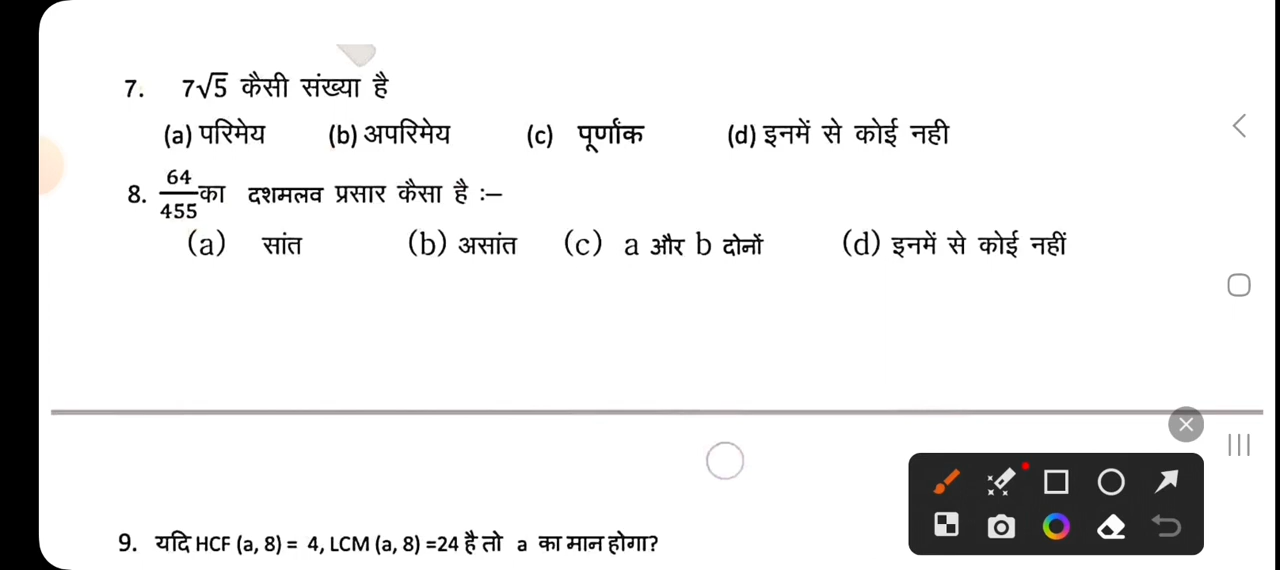 7. 7√5 कैसी संख्या है
(a) परिमेय (b) अपरिमेय (c) पूर्णांक (d) इनमें से कोई नही
8. 64/455 का दशमलव प्रसार कैसा है :–
(a) सांत (b) असांत (c) a और b दोनों (d) इनमें से कोई नहीं
9. यदि HCF (a, 8) = 4, LCM (a, 8) =24 है तो a का मान होगा?